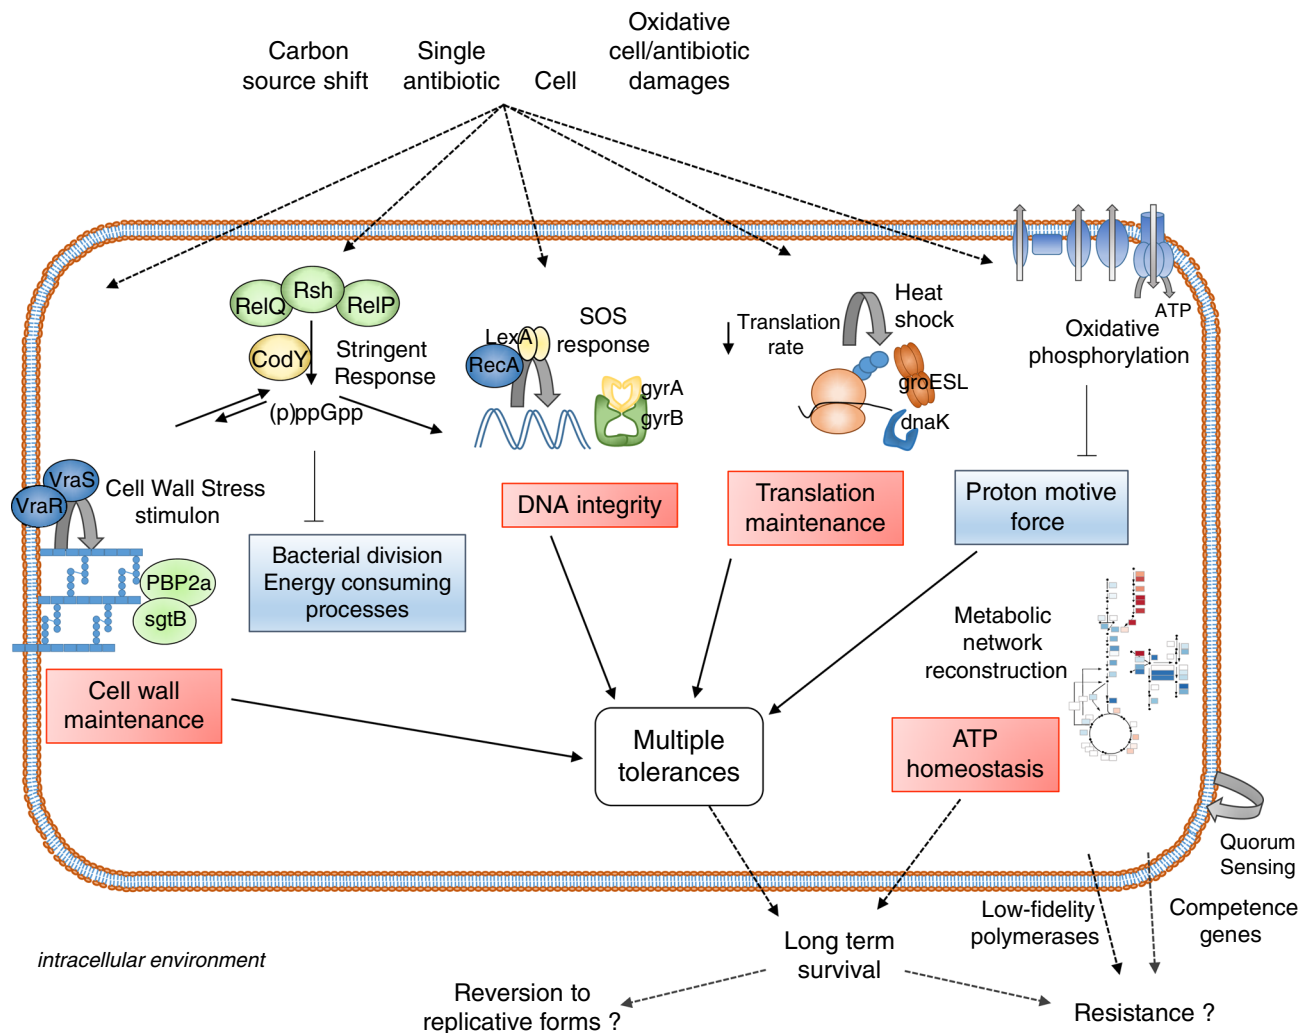 Carbon
source shift
Single
antibiotic
Cell
Oxidative
cell/antibiotic
damages
RelQ
Rsh
RelP
CodY
Stringent
Response
(p)ppGpp
LexA
RecA
SOS
response
gyrA
gyrB
Translation
rate
Heat
shock
groESL
dnaK
ATP
Oxidative
phosphorylation
VraS
VraR
Cell Wall Stress
stimulon
PBP2a
sgtB
Bacterial division
Energy consuming
processes
DNA integrity
Translation
maintenance
Proton motive
force
Metabolic
network
reconstruction
Cell wall
maintenance
Multiple
tolerances
ATP
homeostasis
Quorum
Sensing
Low-fidelity
polymerases
Competence
genes
Long term
survival
intracellular environment
Reversion to
replicative forms ?
Resistance ?